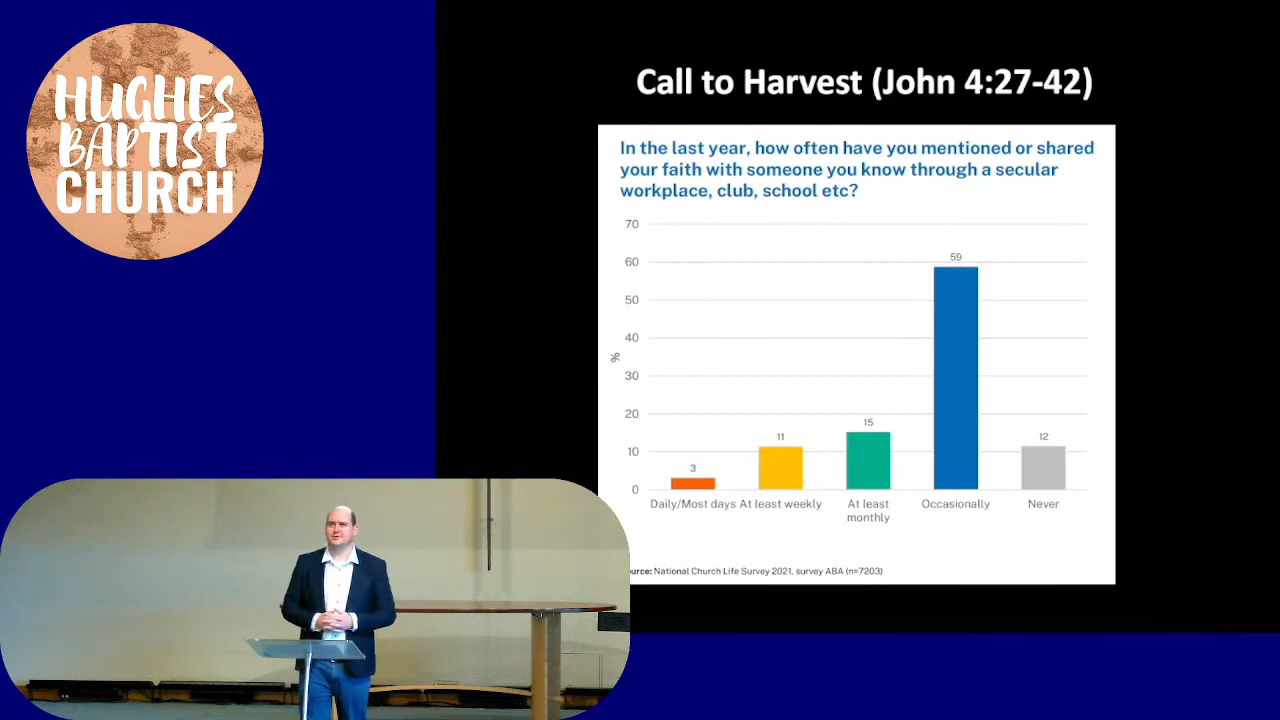 HUGHES
BAPTIST
CHURCH
Call to Harvest (John 4:27-42)
In the last year, how often have you mentioned or shared
your faith with someone you know through a secular
workplace, club, school etc?
70
60
50
40
30
20
10
0
%
3
11
15
59
12
Daily/Most days
At least weekly
At least
monthly
Occasionally
Never
urce: National Church Life Survey 2021, survey ABA (n=7203)